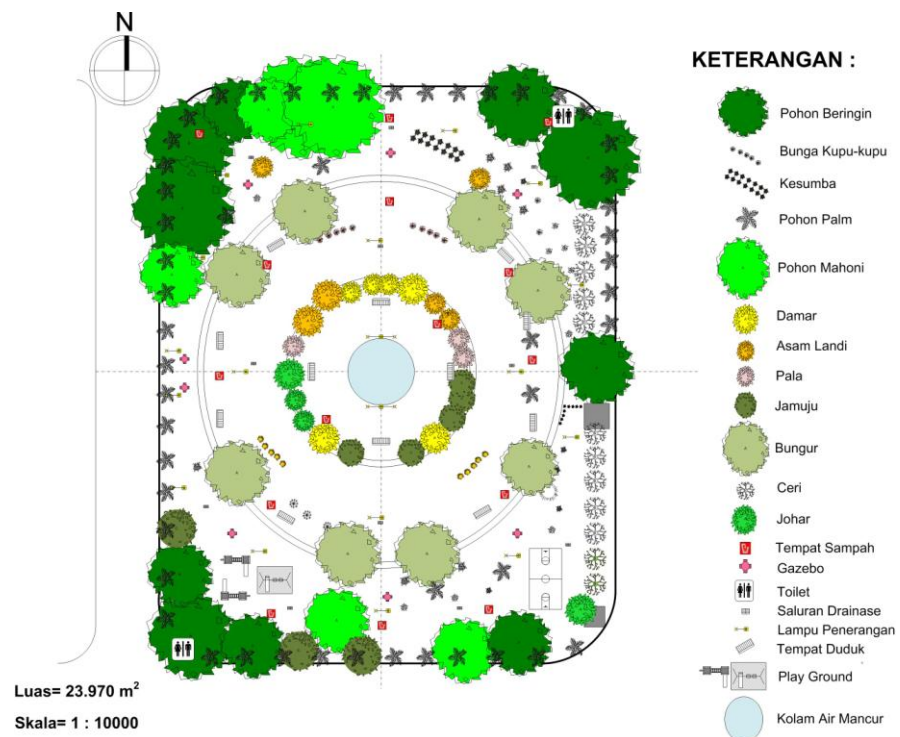 N
KETERANGAN :
Pohon Beringin
Bunga Kupu-kupu
Kesumba
Pohon Palm
Pohon Mahoni
Damar
Asam Landi
Pala
Jamuju
Bungur
Ceri
Johar
Tempat Sampah
Gazebo
Toilet
Saluran Drainase
Lampu Penerangan
Tempat Duduk
Play Ground
Kolam Air Mancur
Luas= 23.970 m²
Skala= 1 : 10000